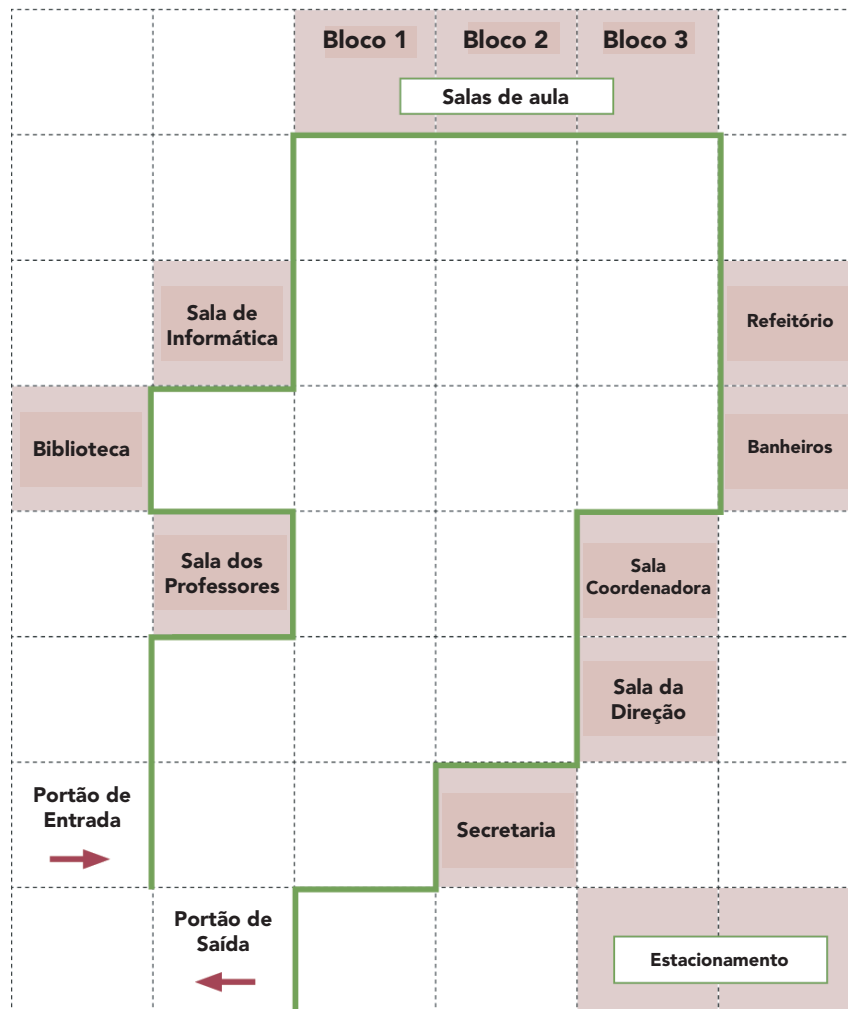 Bloco 1
Bloco 2
Bloco 3
Salas de aula
Sala de
Informática
Refeitório
Biblioteca
Banheiros
Sala dos
Professores
Sala
Coordenadora
Sala da
Direção
Portão de
Entrada
Secretaria
Portão de
Saída
Estacionamento